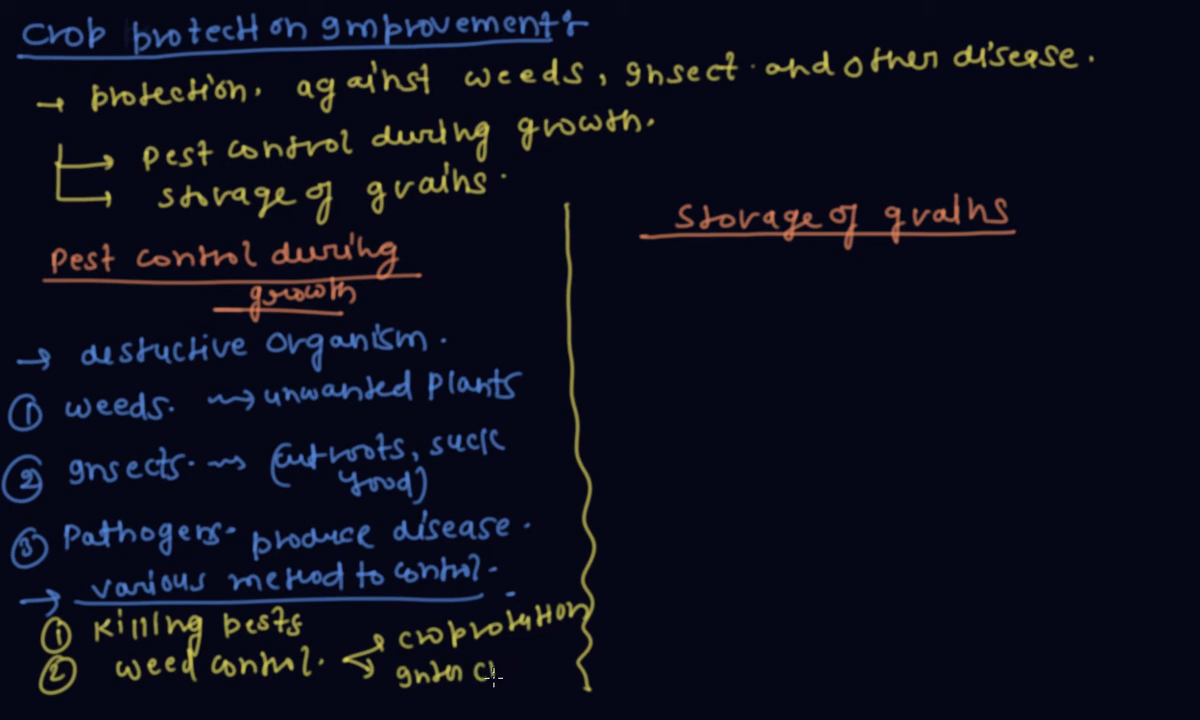 Crop protection Improvement:
→ protection. against weeds, Insect and other disease.
→ Pest control during growth.
→ storage of grains.
Pest control during
growth
→ destuctive organism.
① weeds. → unwanted plants
② Insects. → (cut roots, suck
food)
③ Pathogens. produce disease.
→ various method to control.
① Killing pests
② weed control. croprotation
Inter c
Storage of grains